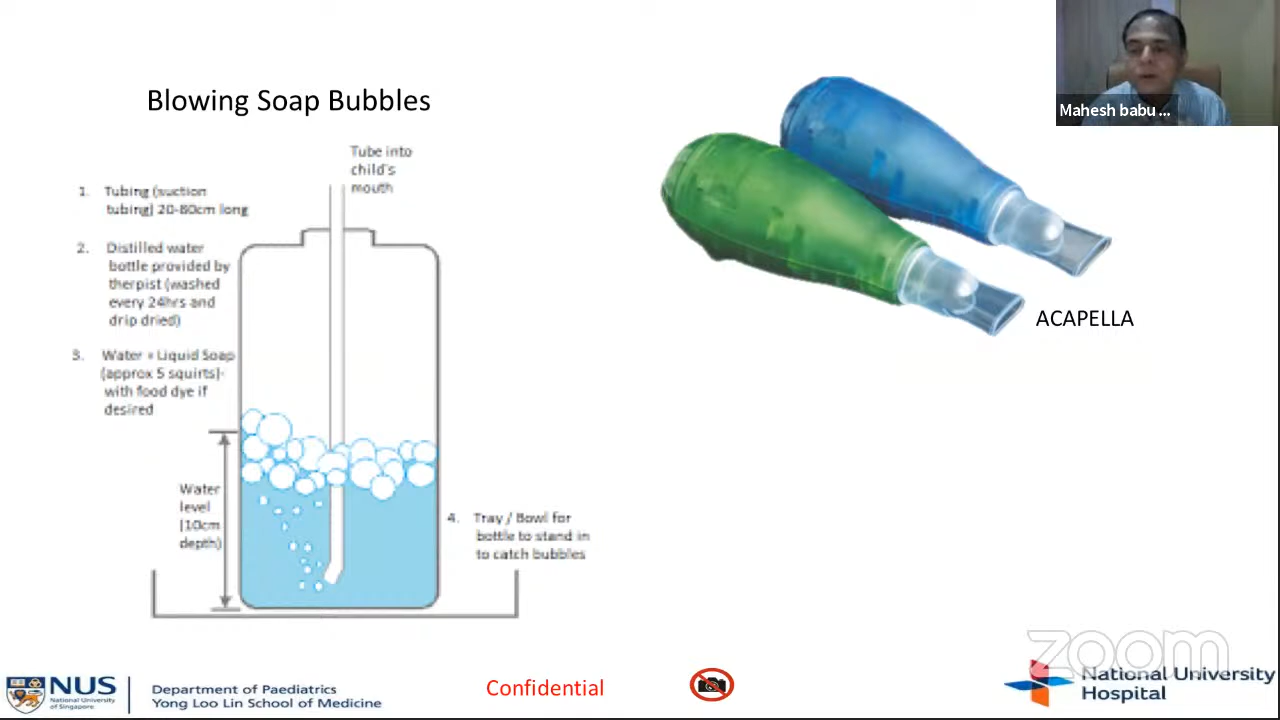 Blowing Soap Bubbles
Mahesh babu ...
Tube into
child's
mouth
1. Tubing (suction
tubing) 20-80cm long
2. Distilled water
bottle provided by
therpist (washed
every 24hrs and
drip dried)
3. Water + Liquid Soap
(approx 5 squirts)-
with food dye if
desired
Water
level
(10cm
depth)
4. Tray / Bowl for
bottle to stand in
to catch bubbles
ACAPELLA
NUS
National University
of Singapore
Department of Paediatrics
Yong Loo Lin School of Medicine
Confidential
zoom
National University
Hospital